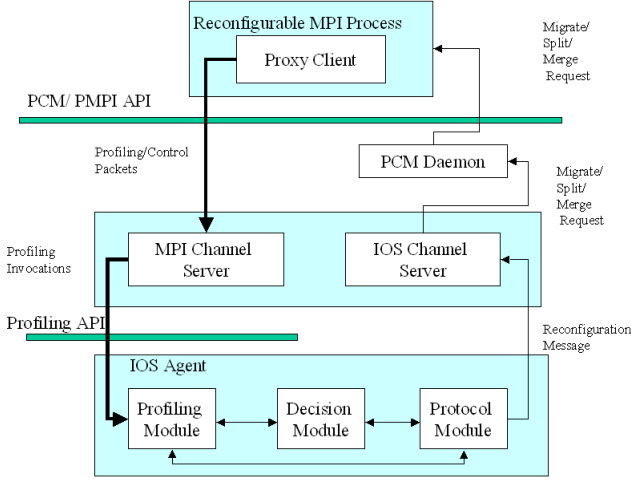 Reconfigurable MPI Process
Proxy Client
Migrate/
Split/
Merge
Request
PCM/ PMPI API
Profiling/Control
Packets
PCM Daemon
Migrate/
Split/
Merge
Request
Profiling
Invocations
MPI Channel
Server
IOS Channel
Server
Profiling API
Reconfiguration
Message
IOS Agent
Profiling
Module
Decision
Module
Protocol
Module